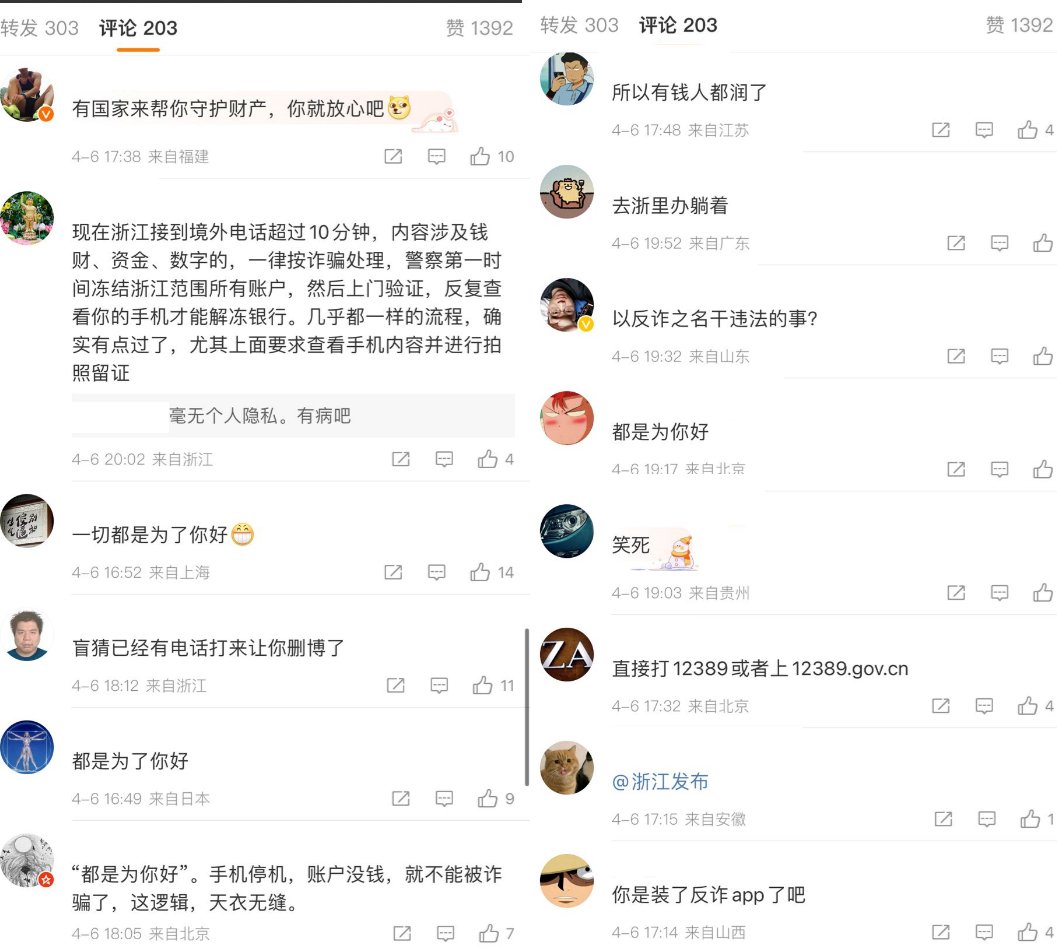 转发 303 评论 203 赞 1392
有国家来帮你守护财产，你就放心吧
4-6 17:38 来自福建 10
现在浙江接到境外电话超过10分钟，内容涉及钱
财、资金、数字的，一律按诈骗处理，警察第一时
间冻结浙江范围所有账户，然后上门验证，反复查
看你的手机才能解冻银行。几乎都一样的流程，确
实有点过了，尤其上面要求查看手机内容并进行拍
照留证
毫无个人隐私。有病吧
4-6 20:02 来自浙江 4
一切都是为了你好
4-6 16:52 来自上海 14
盲猜已经有电话打来让你删博了
4-6 18:12 来自浙江 11
都是为了你好
4-6 16:49 来自日本 9
“都是为你好”。手机停机，账户没钱，就不能被诈
骗了，这逻辑，天衣无缝。
4-6 18:05 来自北京 7
转发 303 评论 203 赞 1392
所以有钱人都润了
4-6 17:48 来自江苏 4
去浙里办躺着
4-6 19:52 来自广东
以反诈之名干违法的事?
4-6 19:32 来自山东
都是为你好
4-6 19:17 来自北京
笑死
4-6 19:03 来自贵州
ZA
直接打12389或者上12389.gov.cn
4-6 17:32 来自北京 4
@浙江发布
4-6 17:15 来自安徽 1
你是装了反诈app了吧
4-6 17:14 来自山西 4